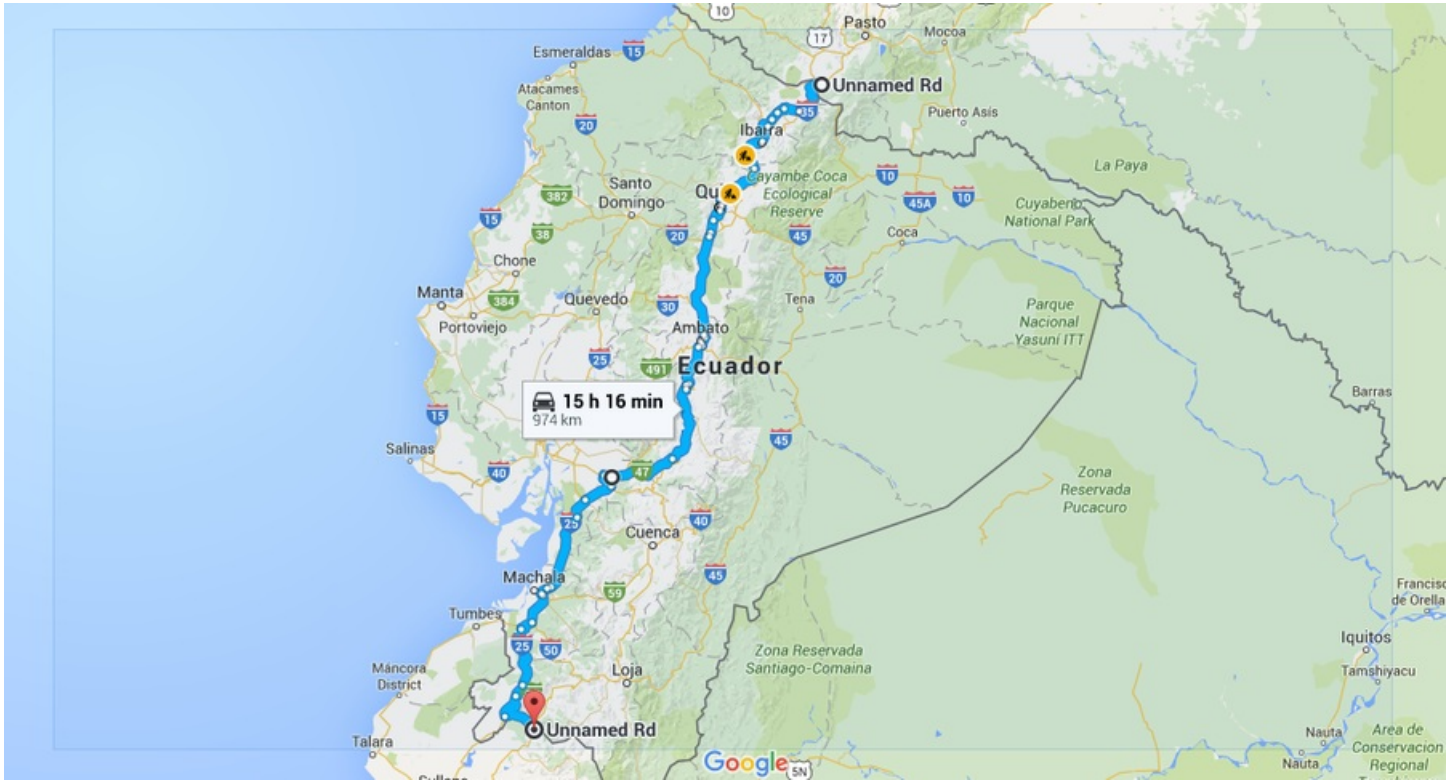 10
Pasto
17
Mocoa
Esmeraldas
15
Unnamed Rd
Atacames
Canton
35
Puerto Asís
20
Ibarra
La Paya
Cayambe Coca
Ecological
Reserve
10
Santo
Domingo
382
45A
10
Cuyabeno
National Park
15
38
20
45
Coca
Chone
20
Manta
384
Quevedo
30
Tena
Parque
Nacional
Yasuní ITT
Portoviejo
Ambato
25
491
Ecuador
Barras
15 h 16 min
974 km
15
45
Salinas
40
47
Zona
Reservada
Pucacuro
25
40
Cuenca
Machala
45
59
Francisc
de Orella
Tumbes
25
50
Iquitos
Zona Reservada
Santiago-Comaina
Máncora
District
Loja
Tamshiyacu
Unnamed Rd
Talara
Google
5N
Nauta
Nauta
Area de
Conservacion
Regional